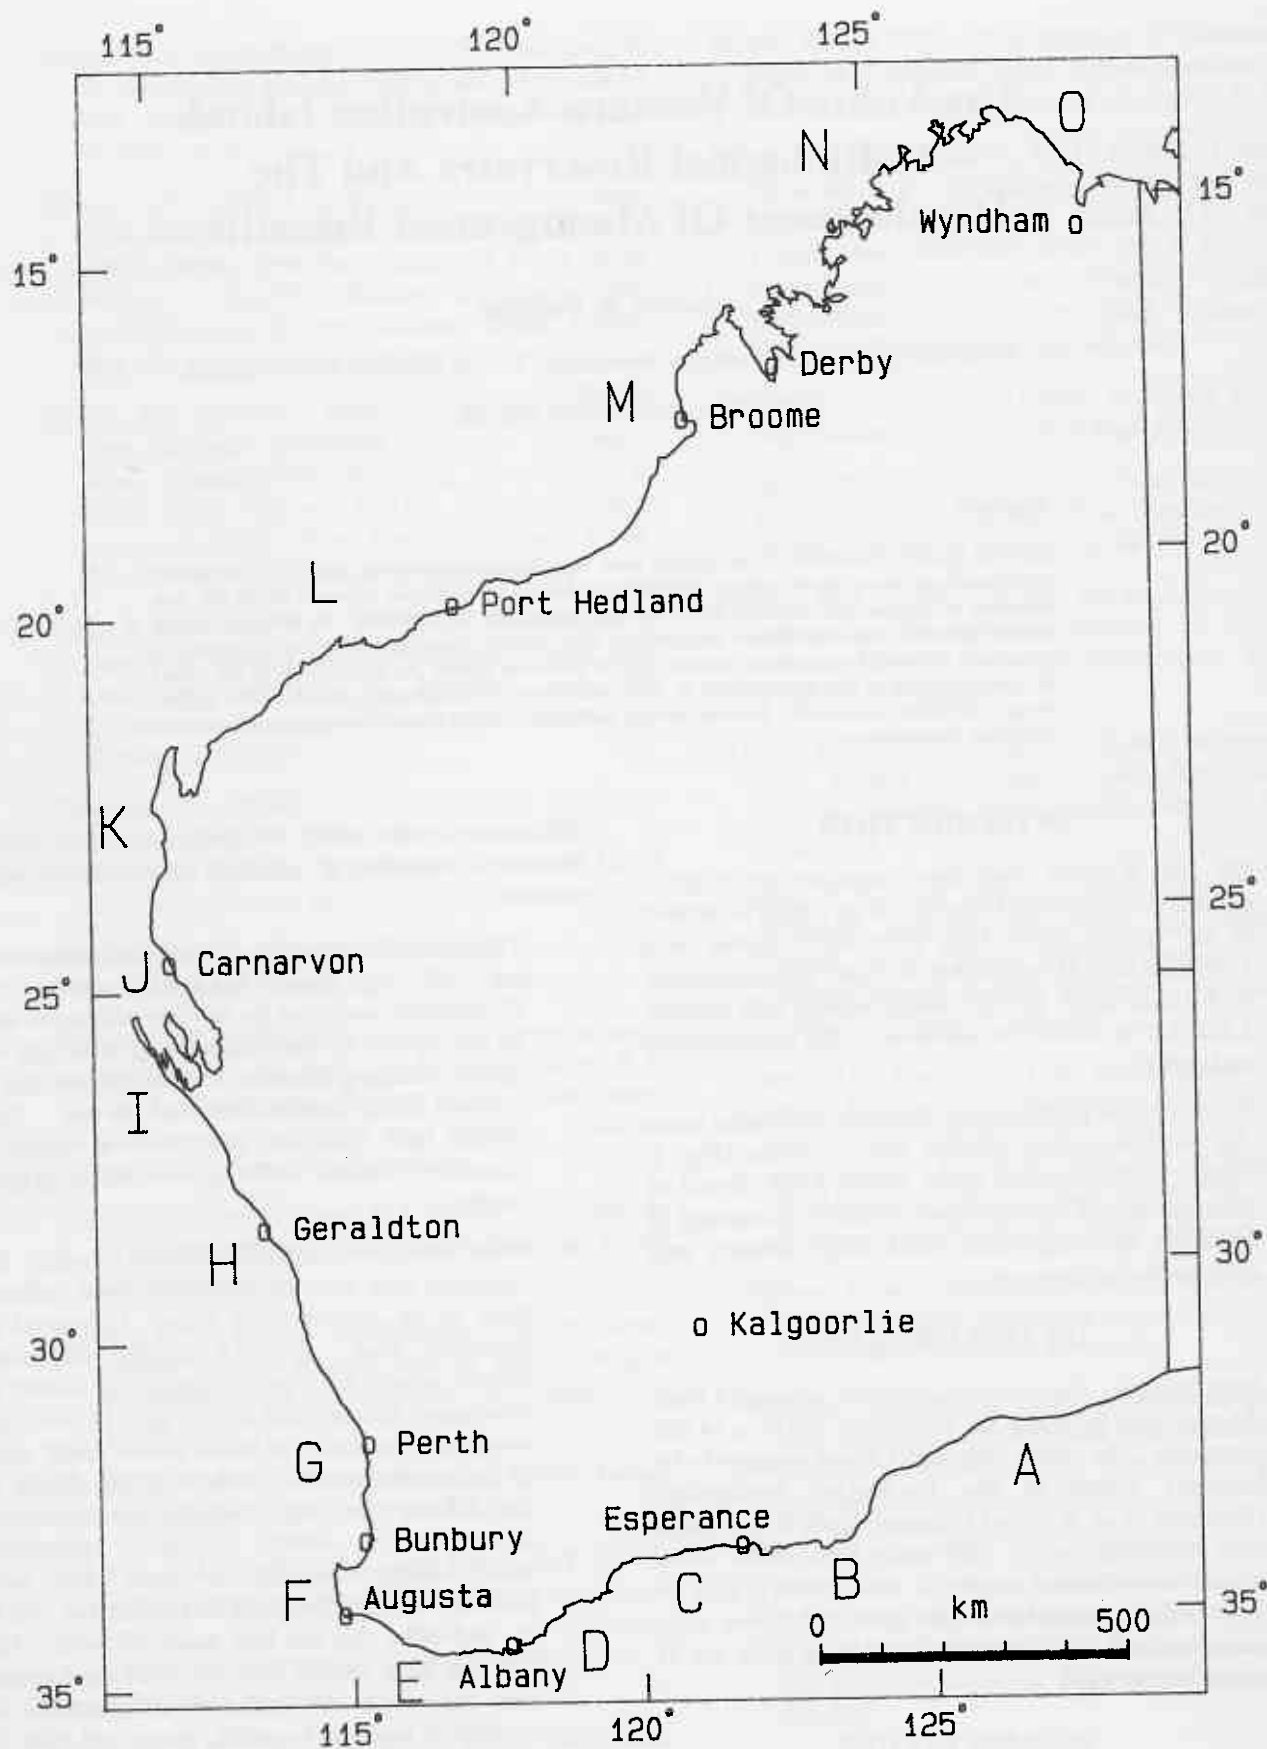 115° 120° 125°
O
N
15°
Wyndham
15°
Derby
M Broome
20°
L
Port Hedland
20°
K
25°
J Carnarvon
25°
I
Geraldton
H
30°
Kalgoorlie
30°
Perth
G A
Esperance
Bunbury
B
F Augusta C
km
0 500
35°
D
Albany
E
35°
115° 120° 125°